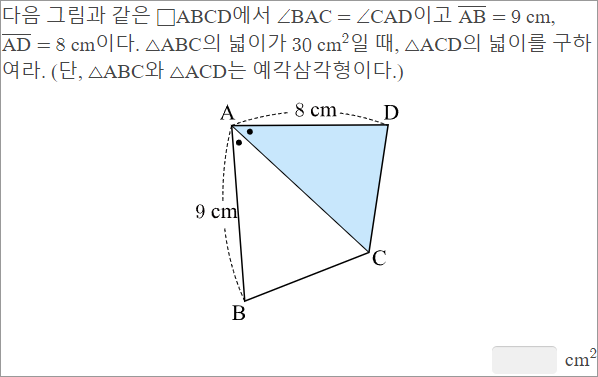 다음 그림과 같은 □ABCD에서 ∠BAC = ∠CAD이고 A͞B͞ = 9 cm,
A͞D͞ = 8 cm이다. △ABC의 넓이가 30 cm²일 때, △ACD의 넓이를 구하
여라. (단, △ABC와 △ACD는 예각삼각형이다.)
A 8 cm D
9 cm
C
B
cm²